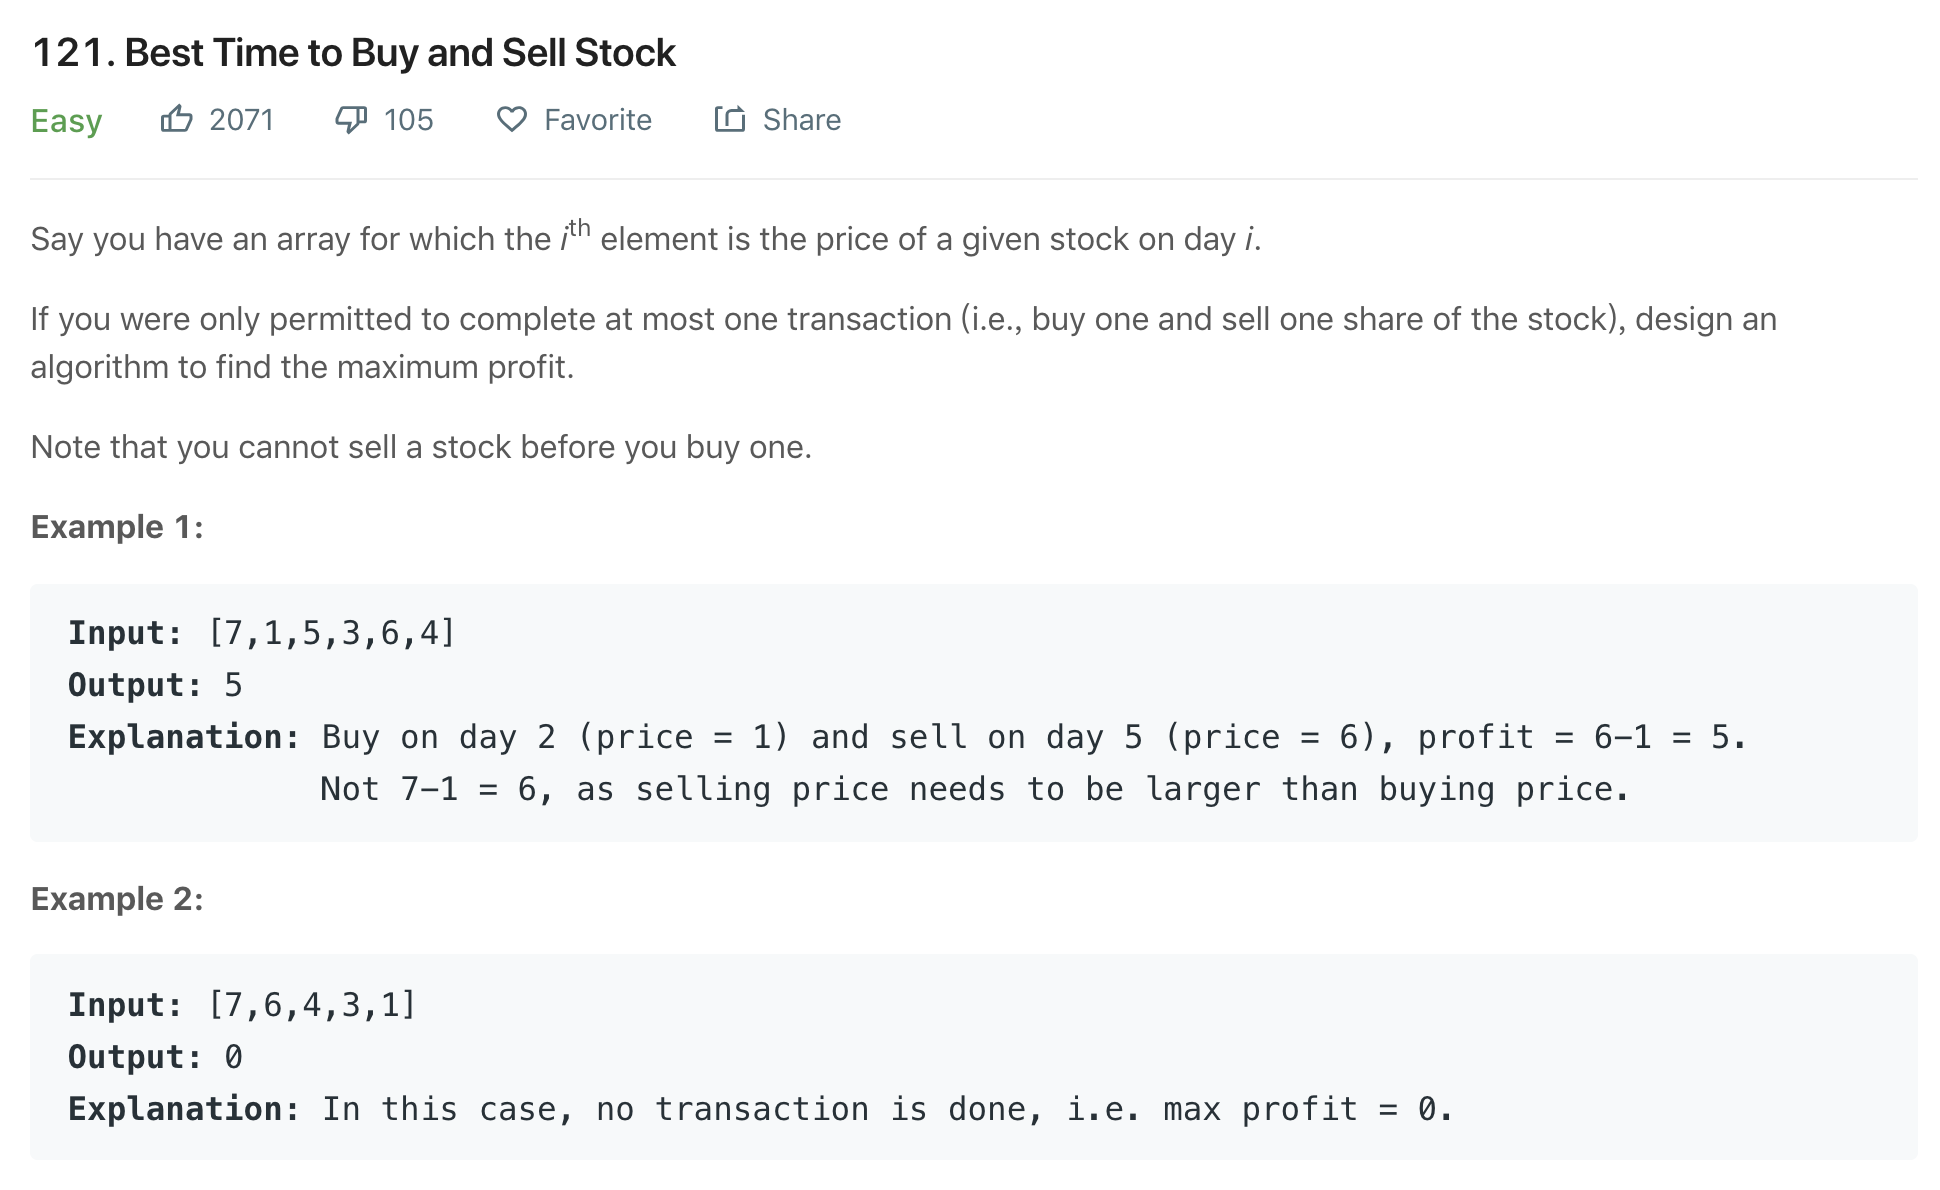 121. Best Time to Buy and Sell Stock
Easy 2071 105 Favorite Share
Say you have an array for which the ith element is the price of a given stock on day i.
If you were only permitted to complete at most one transaction (i.e., buy one and sell one share of the stock), design an
algorithm to find the maximum profit.
Note that you cannot sell a stock before you buy one.
Example 1:
Input: [7,1,5,3,6,4]
Output: 5
Explanation: Buy on day 2 (price = 1) and sell on day 5 (price = 6), profit = 6-1 = 5.
Not 7-1 = 6, as selling price needs to be larger than buying price.
Example 2:
Input: [7,6,4,3,1]
Output: 0
Explanation: In this case, no transaction is done, i.e. max profit = 0.